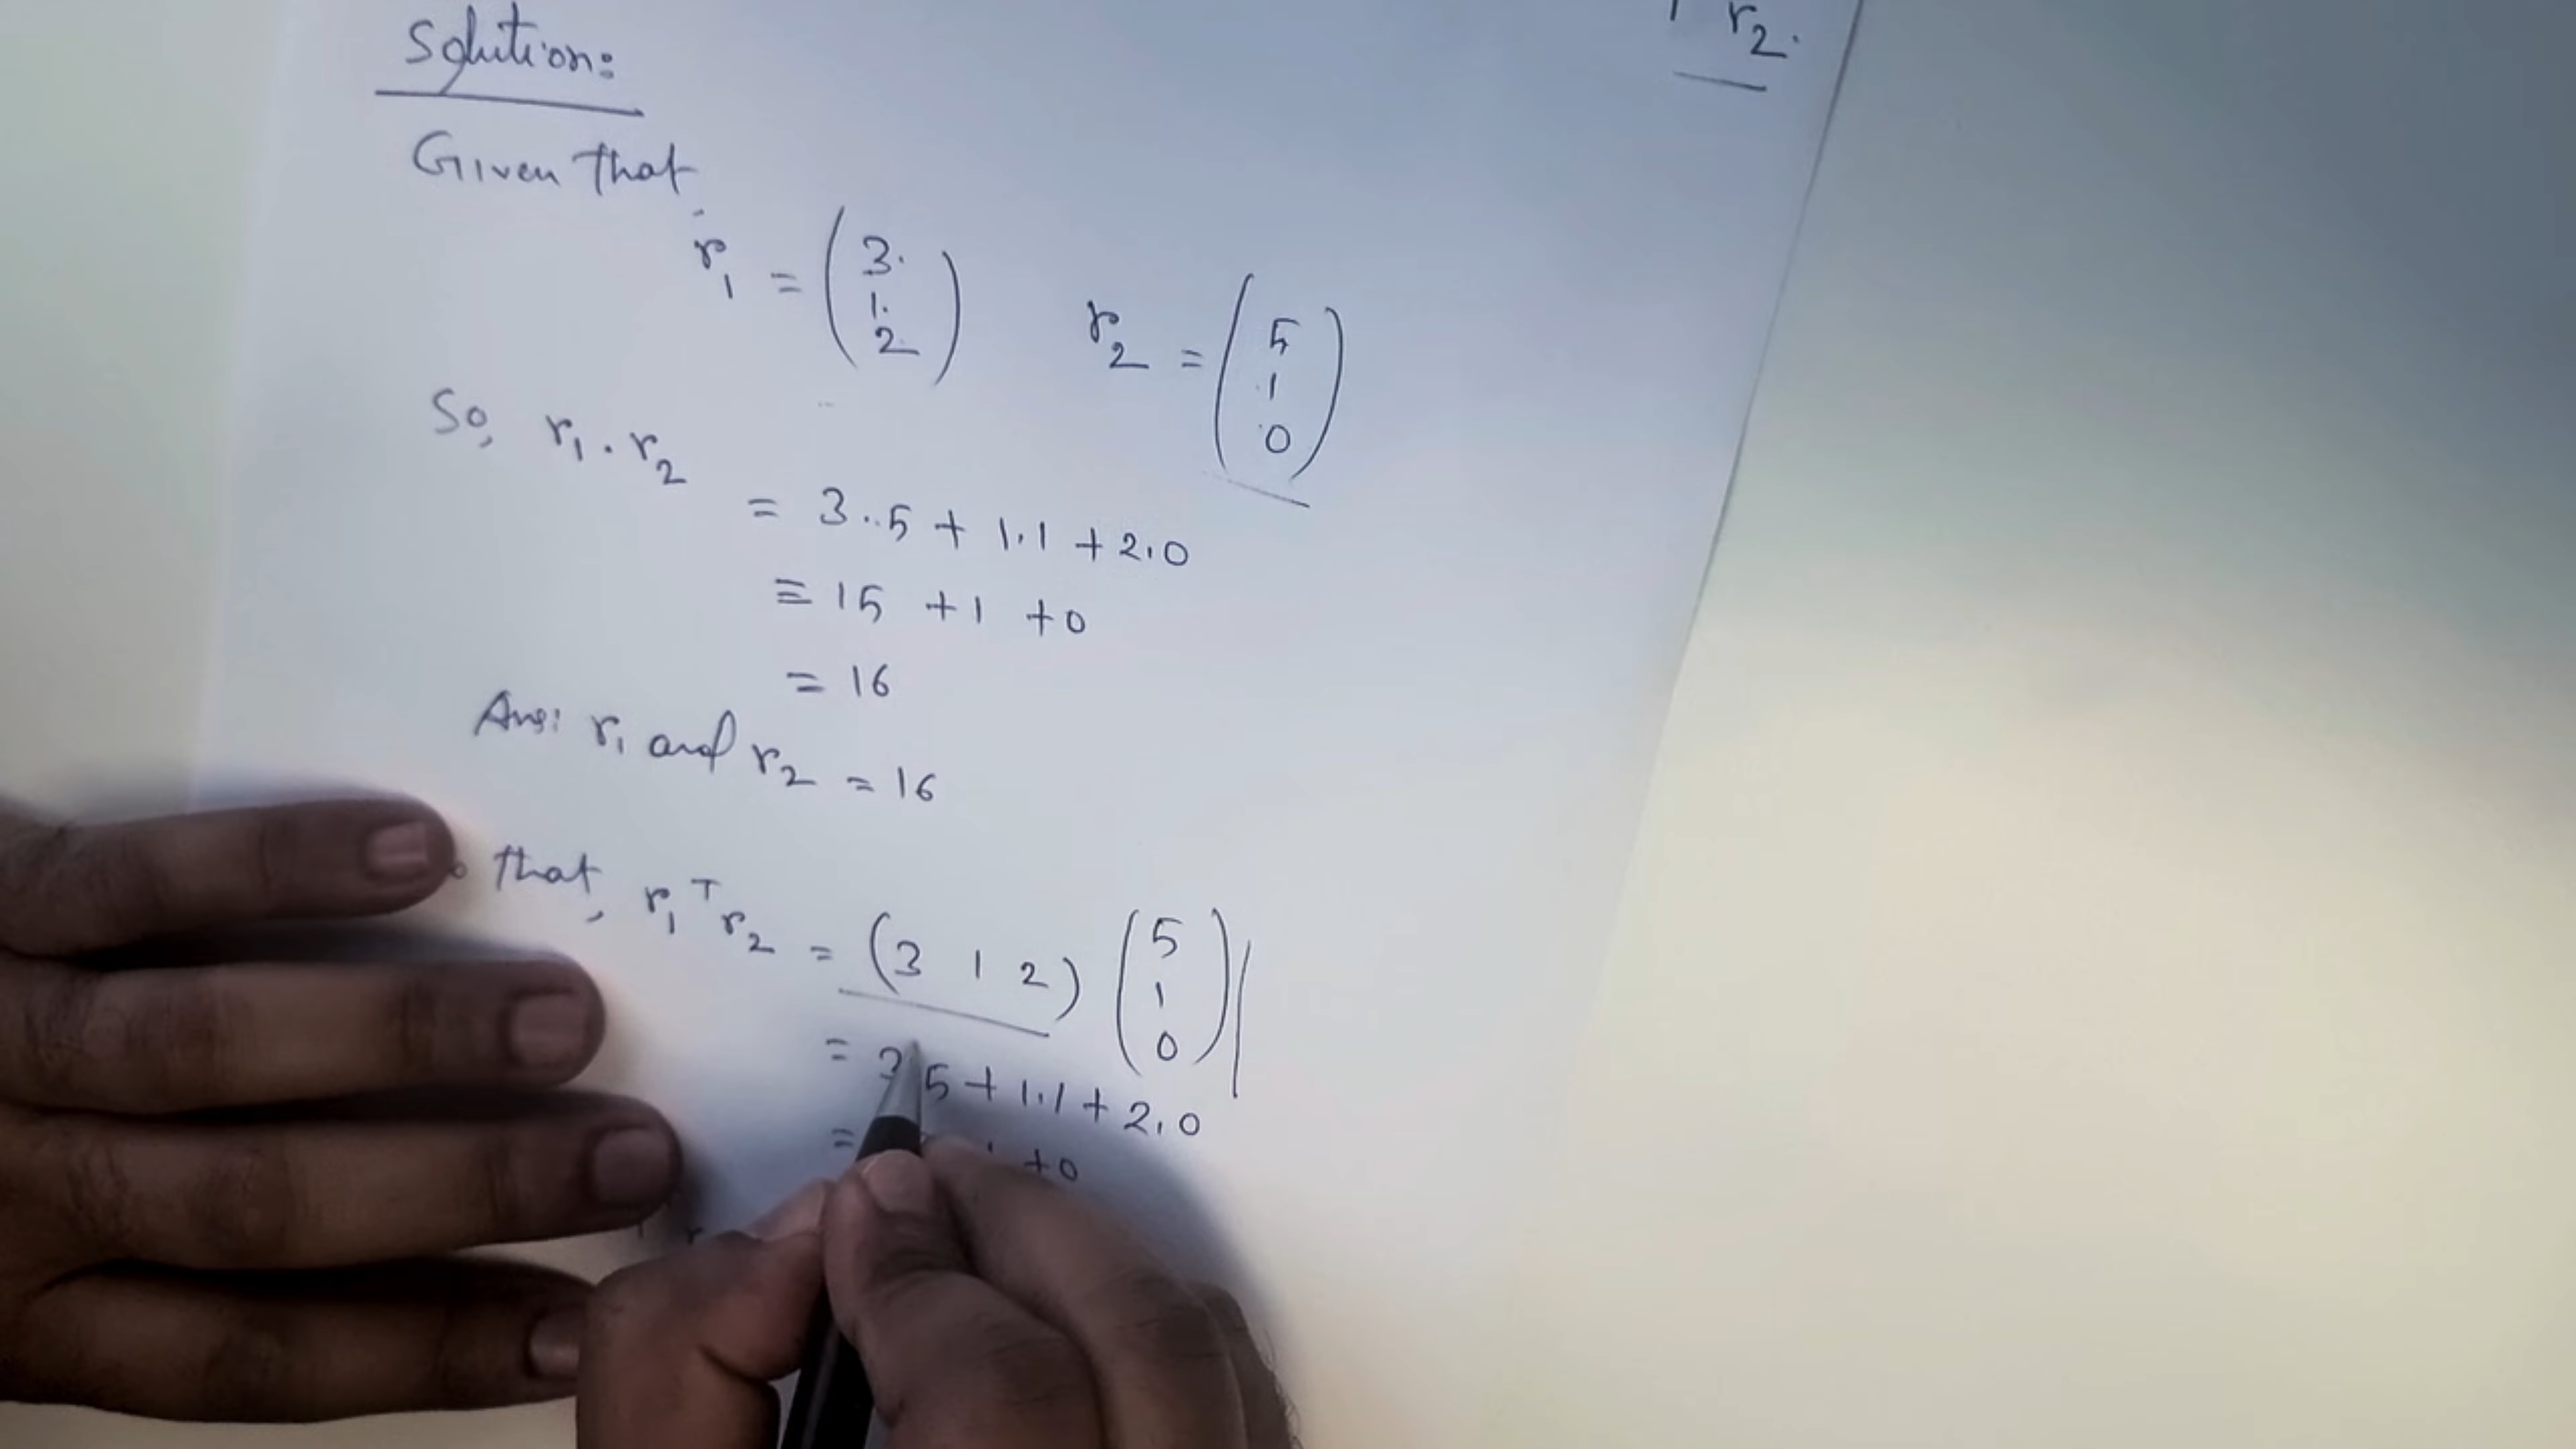 r2.
Solution:
Given that,
r1 = (3 1 2) r2 = (5 1 0)
So, r1 . r2
= 3.5 + 1.1 + 2.0
= 15 + 1 + 0
= 16
Ans: r1 and r2 = 16
that, r1ᵀr2 = (3 1 2) (5 1 0)
= 3 5 + 1.1 + 2.0
= +0